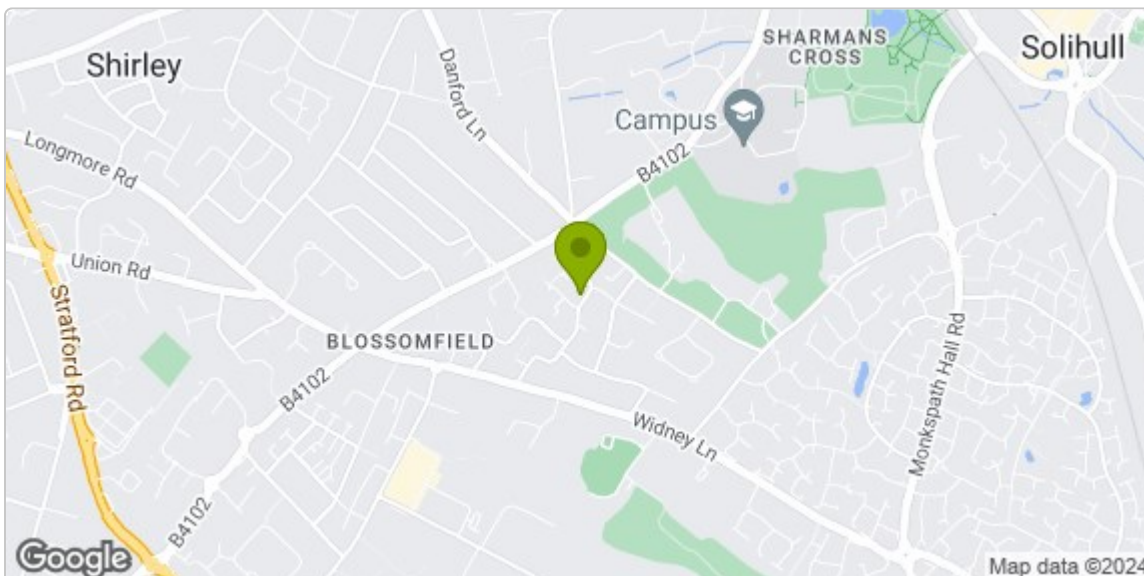 Shirley
Danford Ln
SHARMANS
CROSS
Solihull
Campus
B4102
Longmore Rd
Union Rd
Stratford Rd
BLOSSOMFIELD
B4102
Monkspath Hall Rd
Widney Ln
B4102
Google
Map data ©2024